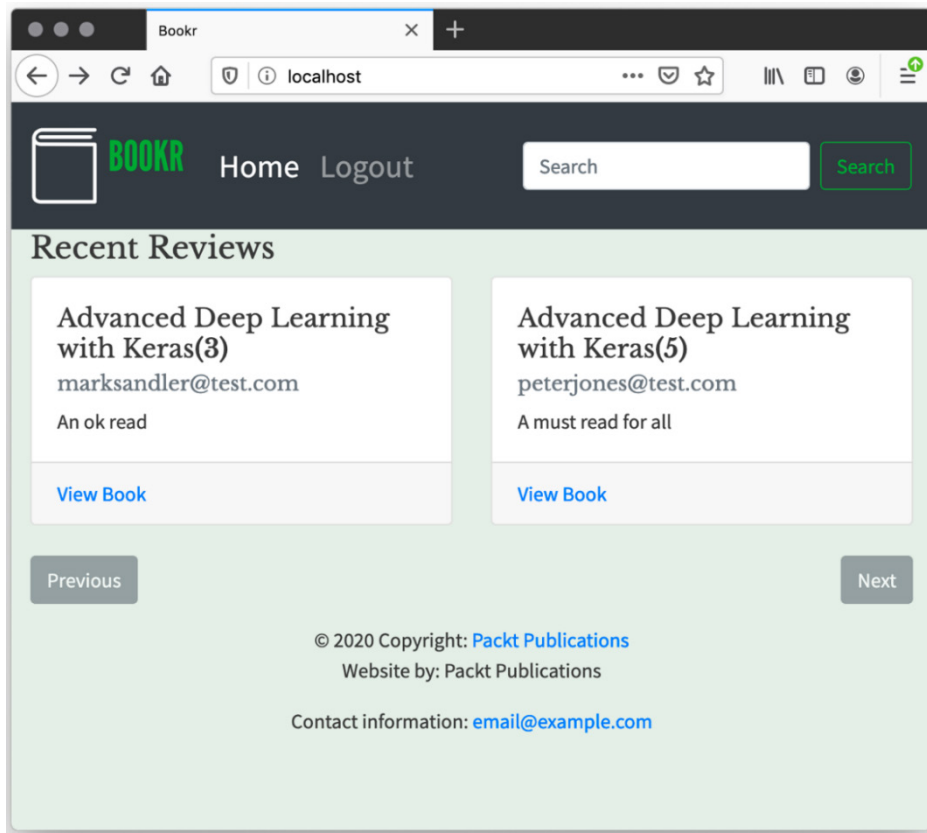 Bookr
localhost
BOOKR Home Logout Search Search
Recent Reviews
Advanced Deep Learning
with Keras(3)
marksandler@test.com
An ok read
View Book
Advanced Deep Learning
with Keras(5)
peterjones@test.com
A must read for all
View Book
Previous Next
© 2020 Copyright: Packt Publications
Website by: Packt Publications
Contact information: email@example.com